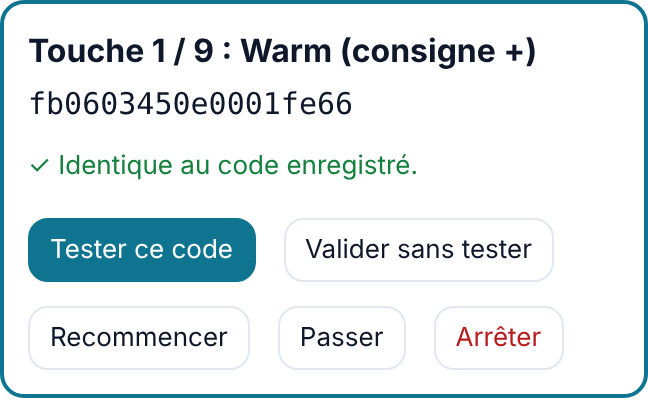 Touche 1 / 9 : Warm (consigne +)
fb0603450e0001fe66
✓ Identique au code enregistré.
Tester ce code
Valider sans tester
Recommencer
Passer
Arrêter